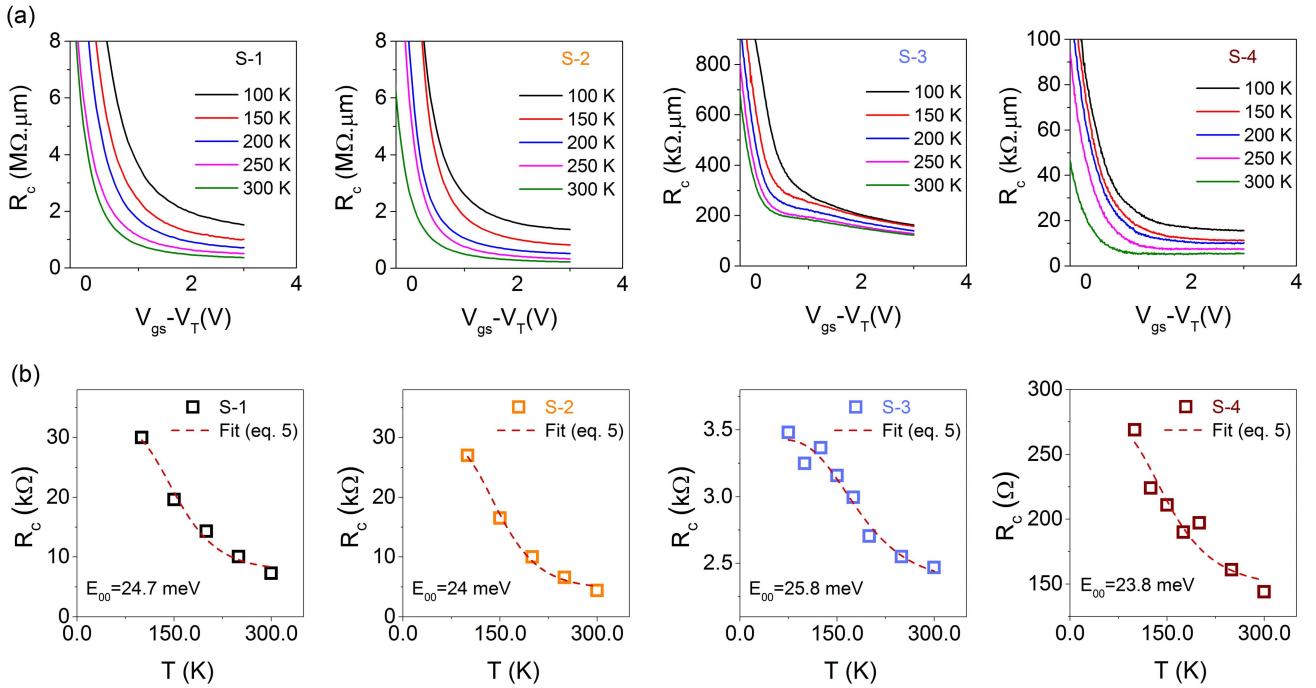 (a)
S-1
100 K
150 K
200 K
250 K
300 K
8
6
4
2
0
R_c (MΩ.μm)
0 2 4
V_gs-V_T(V)
S-2
100 K
150 K
200 K
250 K
300 K
8
6
4
2
0
R_c (MΩ.μm)
0 2 4
V_gs-V_T(V)
S-3
100 K
150 K
200 K
250 K
300 K
800
600
400
200
0
R_c (kΩ.μm)
0 2 4
V_gs-V_T(V)
S-4
100 K
150 K
200 K
250 K
300 K
100
80
60
40
20
0
R_c (kΩ.μm)
0 1 2 3 4
V_gs-V_T(V)
(b)
S-1
Fit (eq. 5)
40
30
20
10
0
R_c (kΩ)
E_00=24.7 meV
0.0 150.0 300.0
T (K)
S-2
Fit (eq. 5)
40
30
20
10
0
R_c (kΩ)
E_00=24 meV
0.0 150.0 300.0
T (K)
S-3
Fit (eq. 5)
3.5
3.0
2.5
R_c (kΩ)
E_00=25.8 meV
0.0 150.0 300.0
T (K)
S-4
Fit (eq. 5)
300
250
200
150
R_c (Ω)
E_00=23.8 meV
0.0 150.0 300.0
T (K)